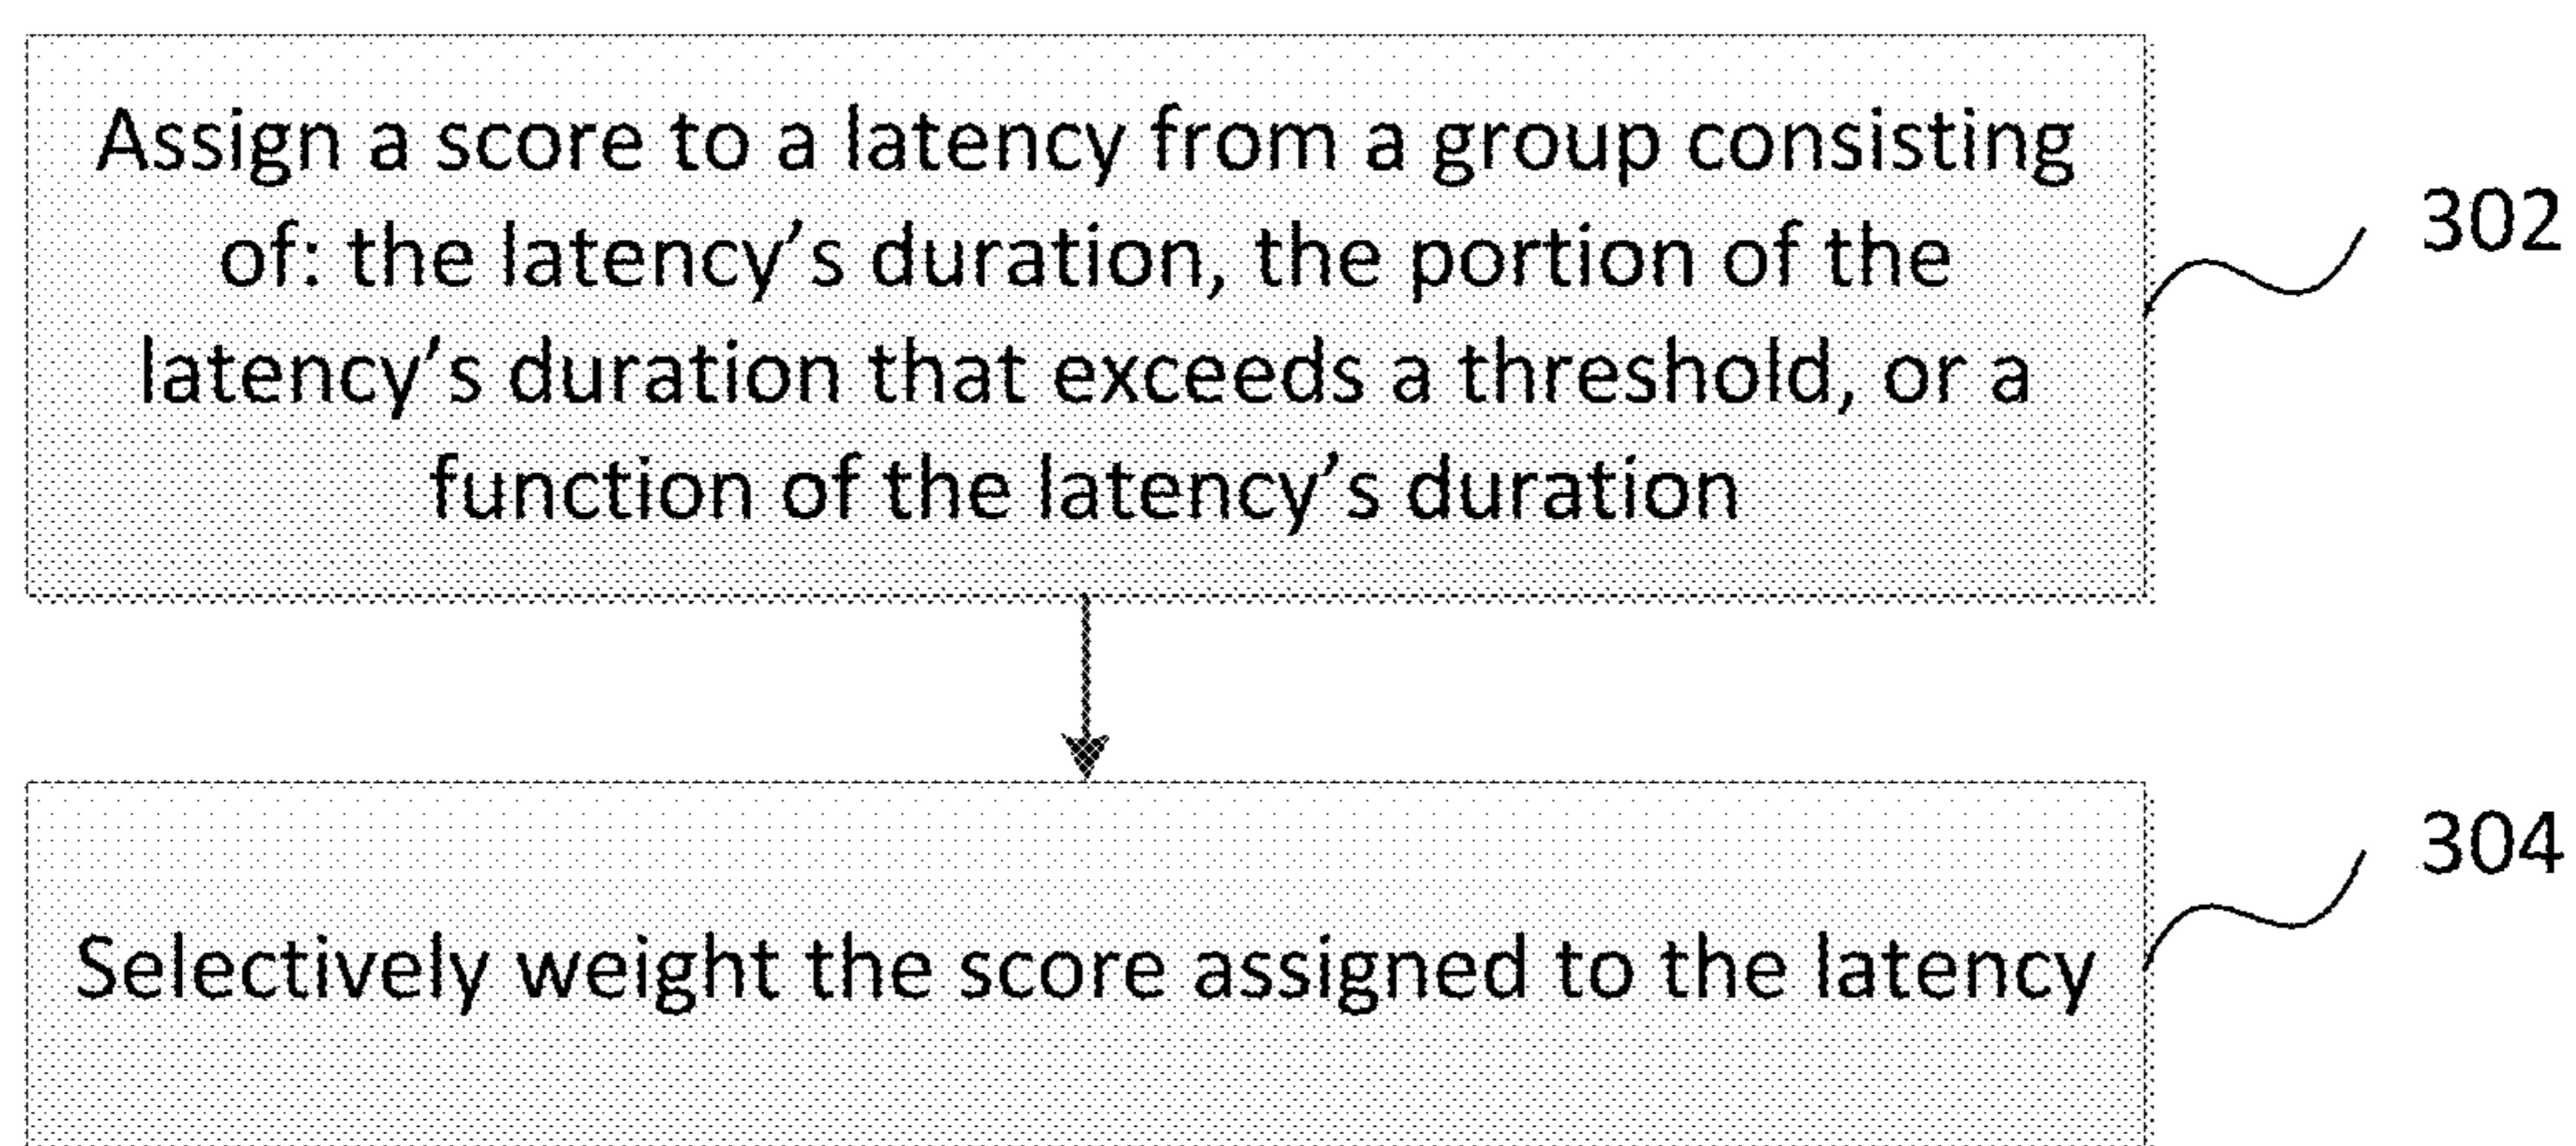 Assign a score to a latency from a group consisting
of: the latency’s duration, the portion of the
latency’s duration that exceeds a threshold, or a
function of the latency’s duration
302
Selectively weight the score assigned to the latency
304